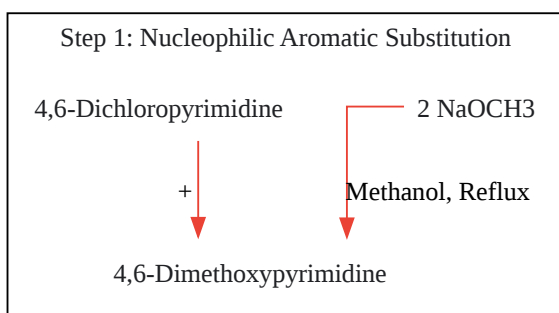 Step 1: Nucleophilic Aromatic Substitution
4,6-Dichloropyrimidine
2 NaOCH3
+
Methanol, Reflux
4,6-Dimethoxypyrimidine